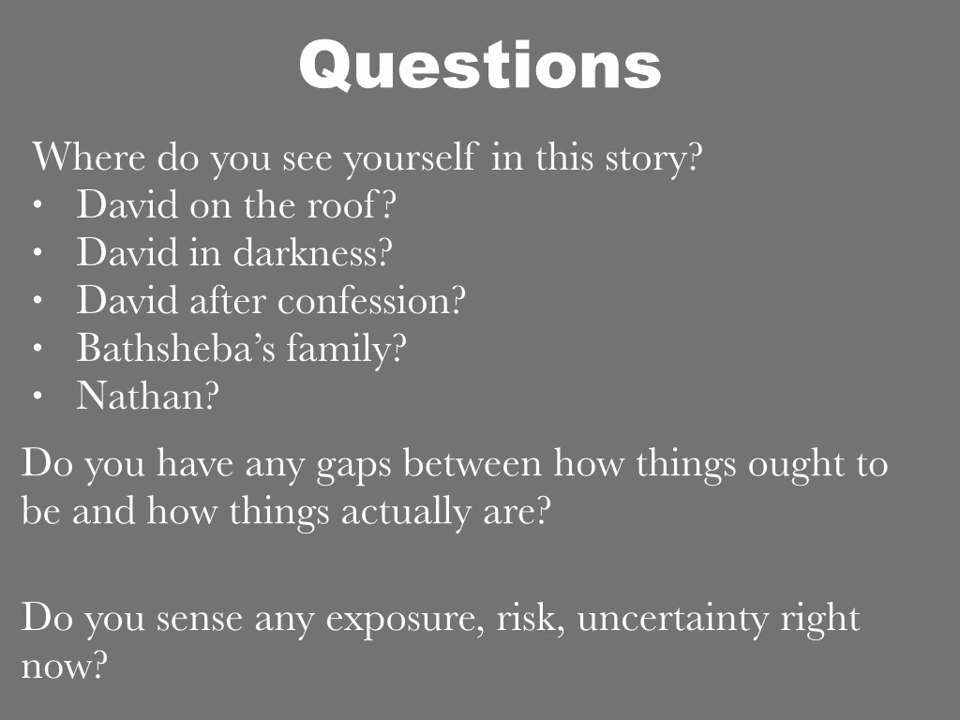 Questions
Where do you see yourself in this story?
• David on the roof?
• David in darkness?
• David after confession?
• Bathsheba’s family?
• Nathan?
Do you have any gaps between how things ought to
be and how things actually are?
Do you sense any exposure, risk, uncertainty right
now?